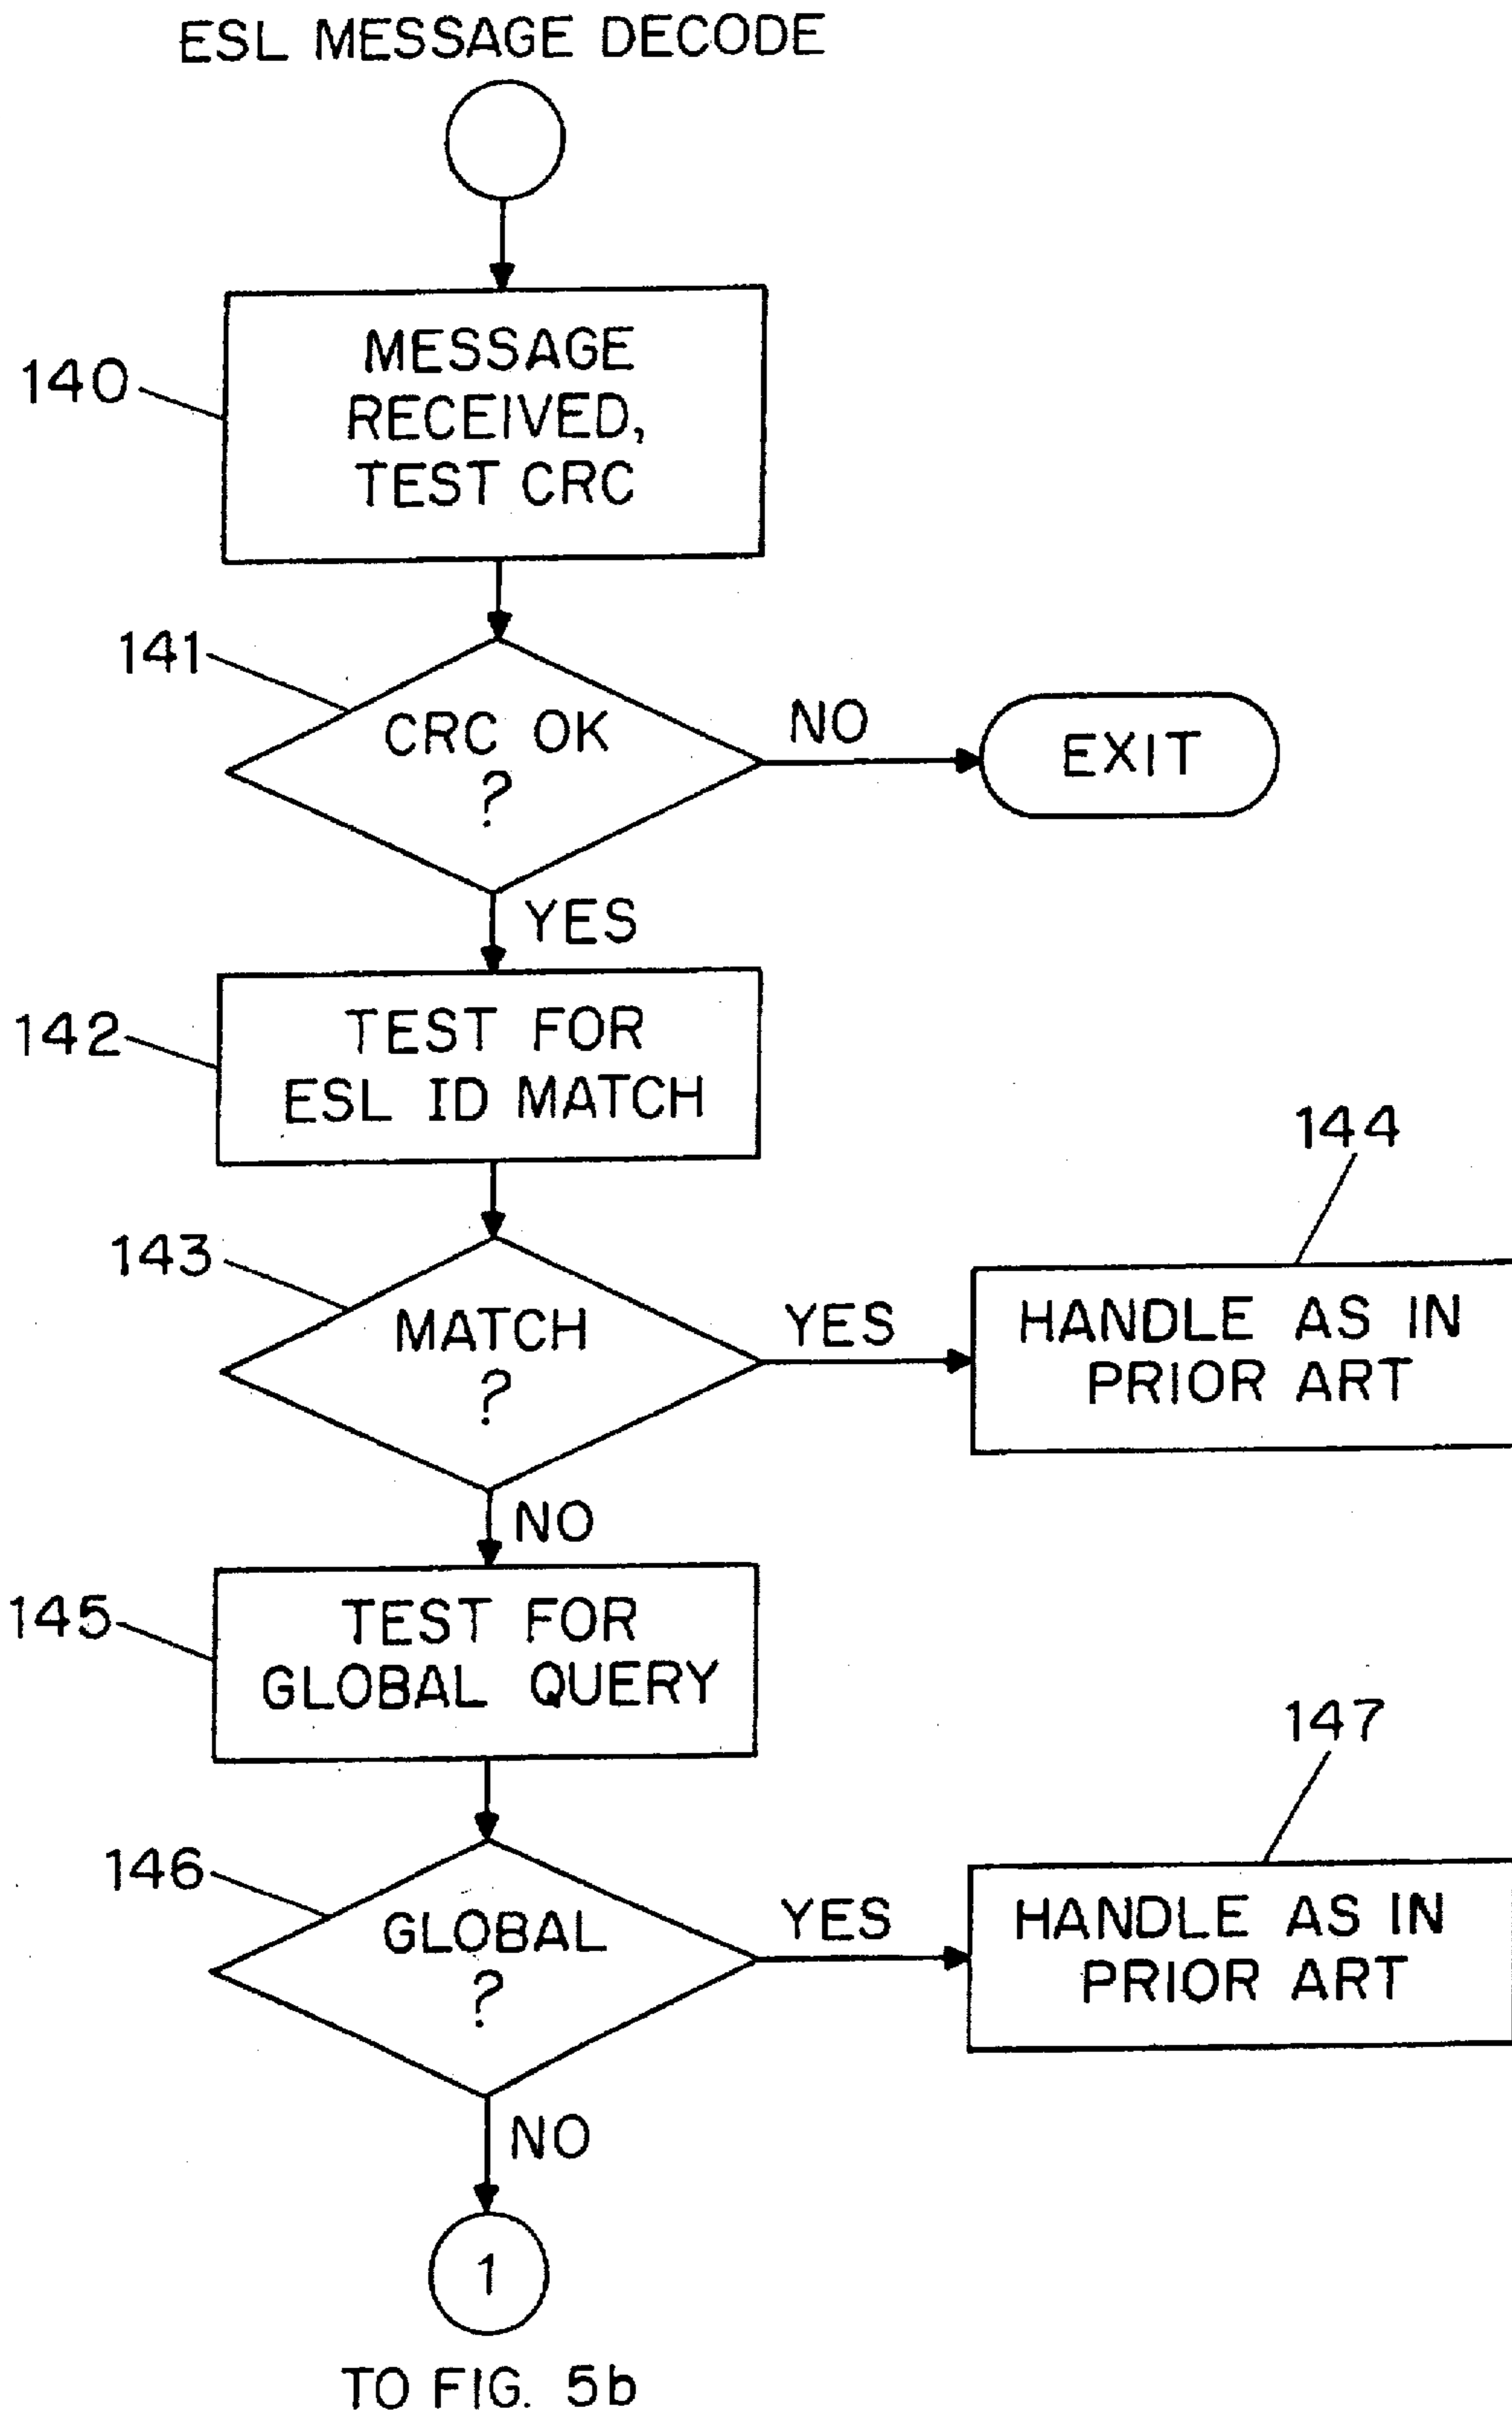 ESL MESSAGE DECODE
140
MESSAGE
RECEIVED,
TEST CRC
141
CRC OK
?
NO
EXIT
YES
142
TEST FOR
ESL ID MATCH
143
MATCH
?
YES
144
HANDLE AS IN
PRIOR ART
NO
145
TEST FOR
GLOBAL QUERY
146
GLOBAL
?
YES
147
HANDLE AS IN
PRIOR ART
NO
1
TO FIG. 5b